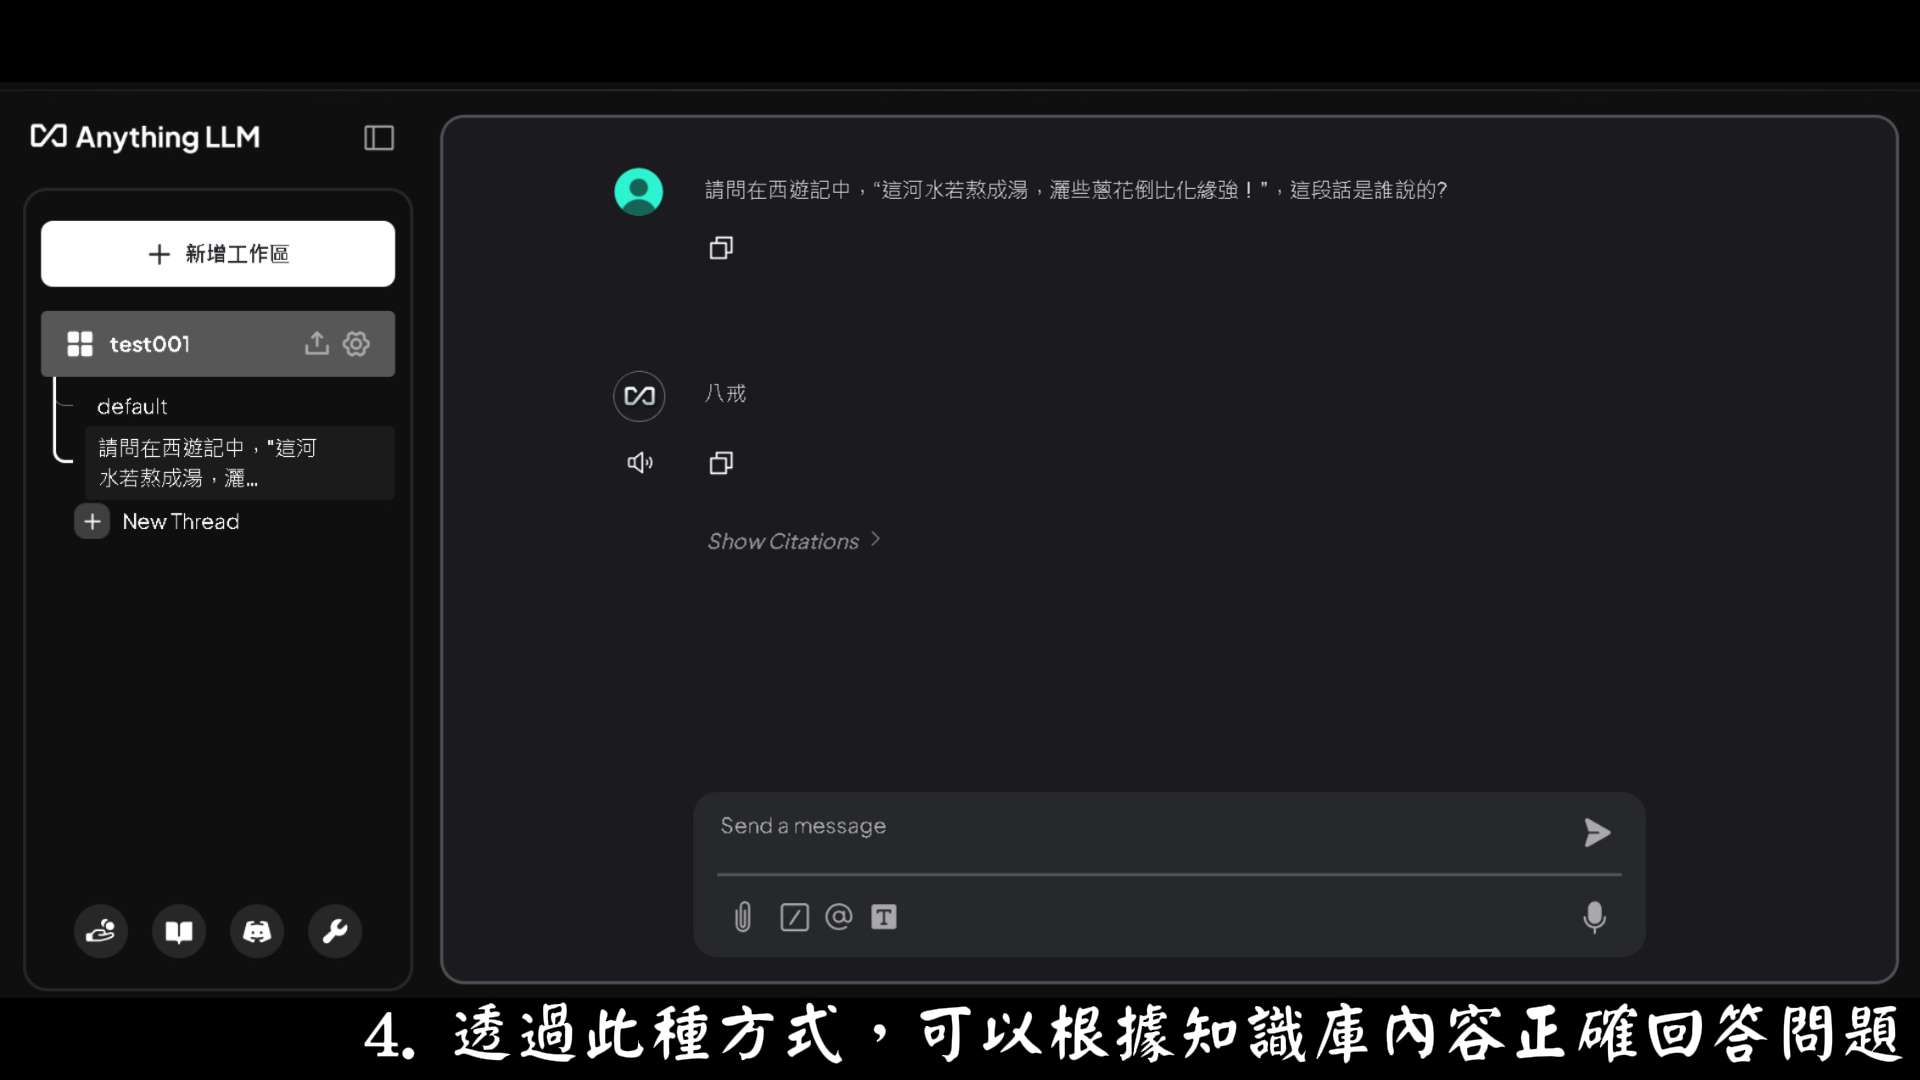 Anything LLM
新增工作區
test001
default
請問在西遊記中，"這河
水若熬成湯，灑...
New Thread
請問在西遊記中，“這河水若熬成湯，灑些蔥花倒比化緣強！”，這段話是誰說的?
八戒
Show Citations
Send a message
4. 透過此種方式，可以根據知識庫內容正確回答問題